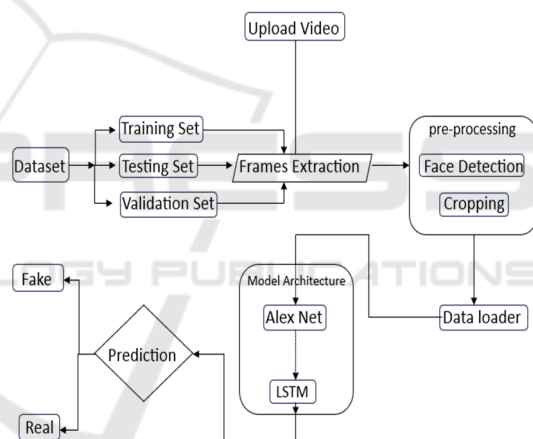 Upload Video
Training Set
pre-processing
Dataset
Testing Set
Frames Extraction
Face Detection
Validation Set
Cropping
Fake
Model Architecture
Alex Net
Data loader
Prediction
LSTM
Real